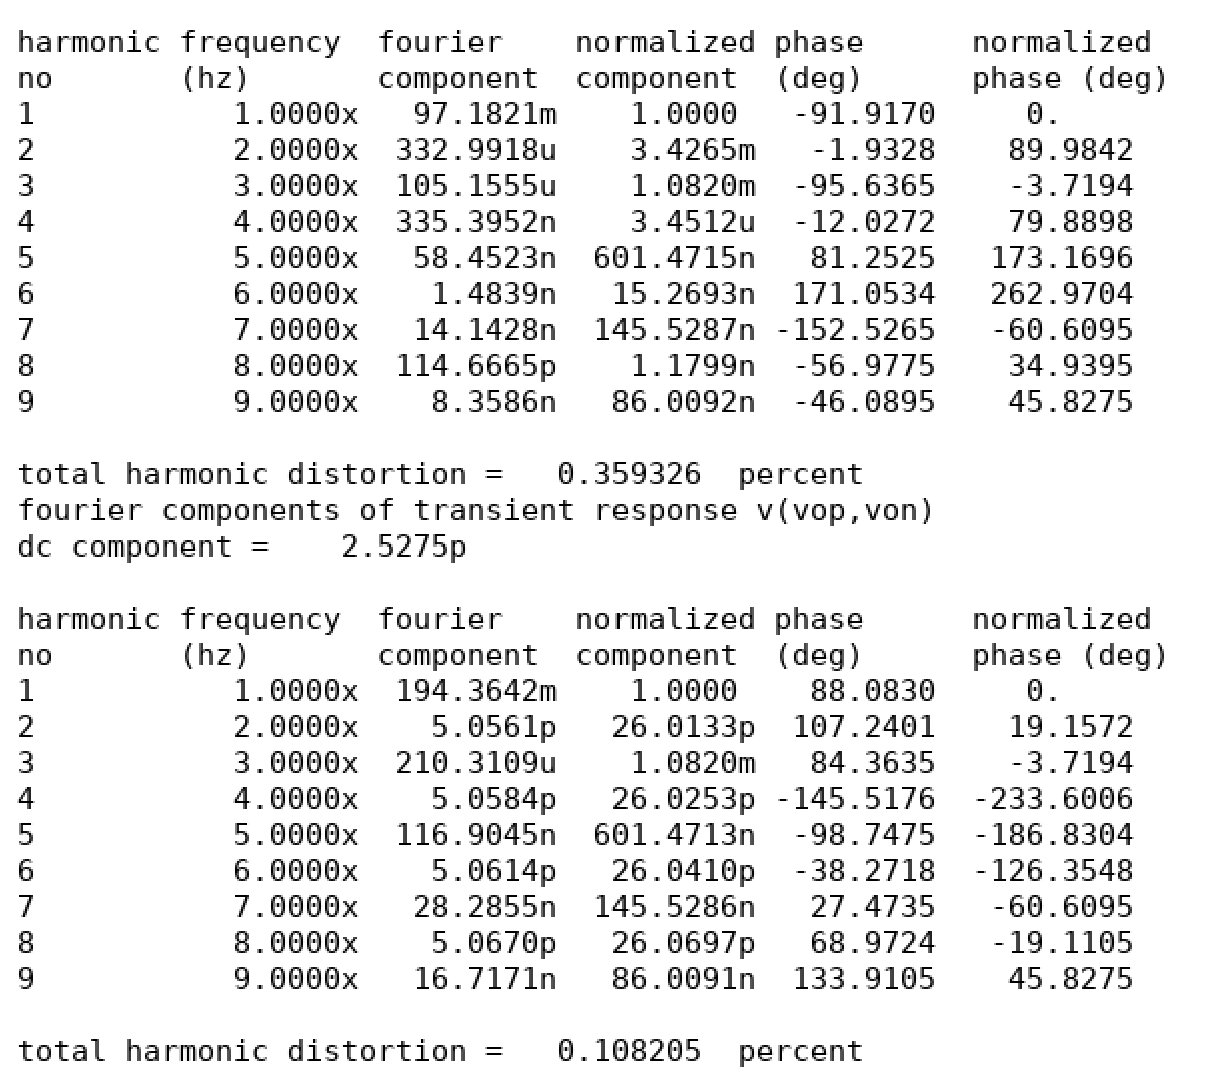 harmonic frequency fourier normalized phase normalized
no (hz) component component (deg) phase (deg)
1 1.0000x 97.1821m 1.0000 -91.9170 0.
2 2.0000x 332.9918u 3.4265m -1.9328 89.9842
3 3.0000x 105.1555u 1.0820m -95.6365 -3.7194
4 4.0000x 335.3952n 3.4512u -12.0272 79.8898
5 5.0000x 58.4523n 601.4715n 81.2525 173.1696
6 6.0000x 1.4839n 15.2693n 171.0534 262.9704
7 7.0000x 14.1428n 145.5287n -152.5265 -60.6095
8 8.0000x 114.6665p 1.1799n -56.9775 34.9395
9 9.0000x 8.3586n 86.0092n -46.0895 45.8275
total harmonic distortion = 0.359326 percent
fourier components of transient response v(vop,von)
dc component = 2.5275p
harmonic frequency fourier normalized phase normalized
no (hz) component component (deg) phase (deg)
1 1.0000x 194.3642m 1.0000 88.0830 0.
2 2.0000x 5.0561p 26.0133p 107.2401 19.1572
3 3.0000x 210.3109u 1.0820m 84.3635 -3.7194
4 4.0000x 5.0584p 26.0253p -145.5176 -233.6006
5 5.0000x 116.9045n 601.4713n -98.7475 -186.8304
6 6.0000x 5.0614p 26.0410p -38.2718 -126.3548
7 7.0000x 28.2855n 145.5286n 27.4735 -60.6095
8 8.0000x 5.0670p 26.0697p 68.9724 -19.1105
9 9.0000x 16.7171n 86.0091n 133.9105 45.8275
total harmonic distortion = 0.108205 percent